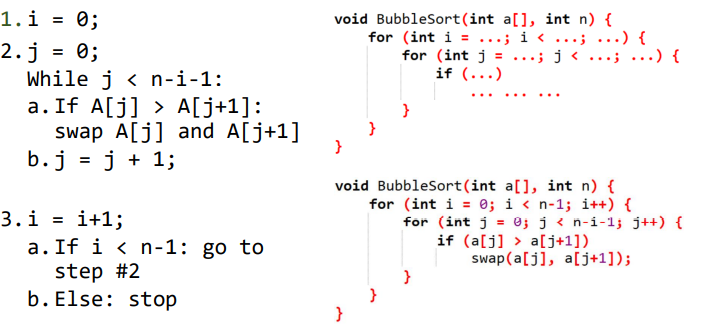 1. i = 0;
2. j = 0;
While j < n-i-1:
a. If A[j] > A[j+1]:
swap A[j] and A[j+1]
b. j = j + 1;
3. i = i+1;
a. If i < n-1: go to
step #2
b. Else: stop
void BubbleSort(int a[], int n) {
for (int i = ...; i < ...; ...) {
for (int j = ...; j < ...; ...) {
if (...)
... ... ...
}
}
}
void BubbleSort(int a[], int n) {
for (int i = 0; i < n-1; i++) {
for (int j = 0; j < n-i-1; j++) {
if (a[j] > a[j+1])
swap(a[j], a[j+1]);
}
}
}